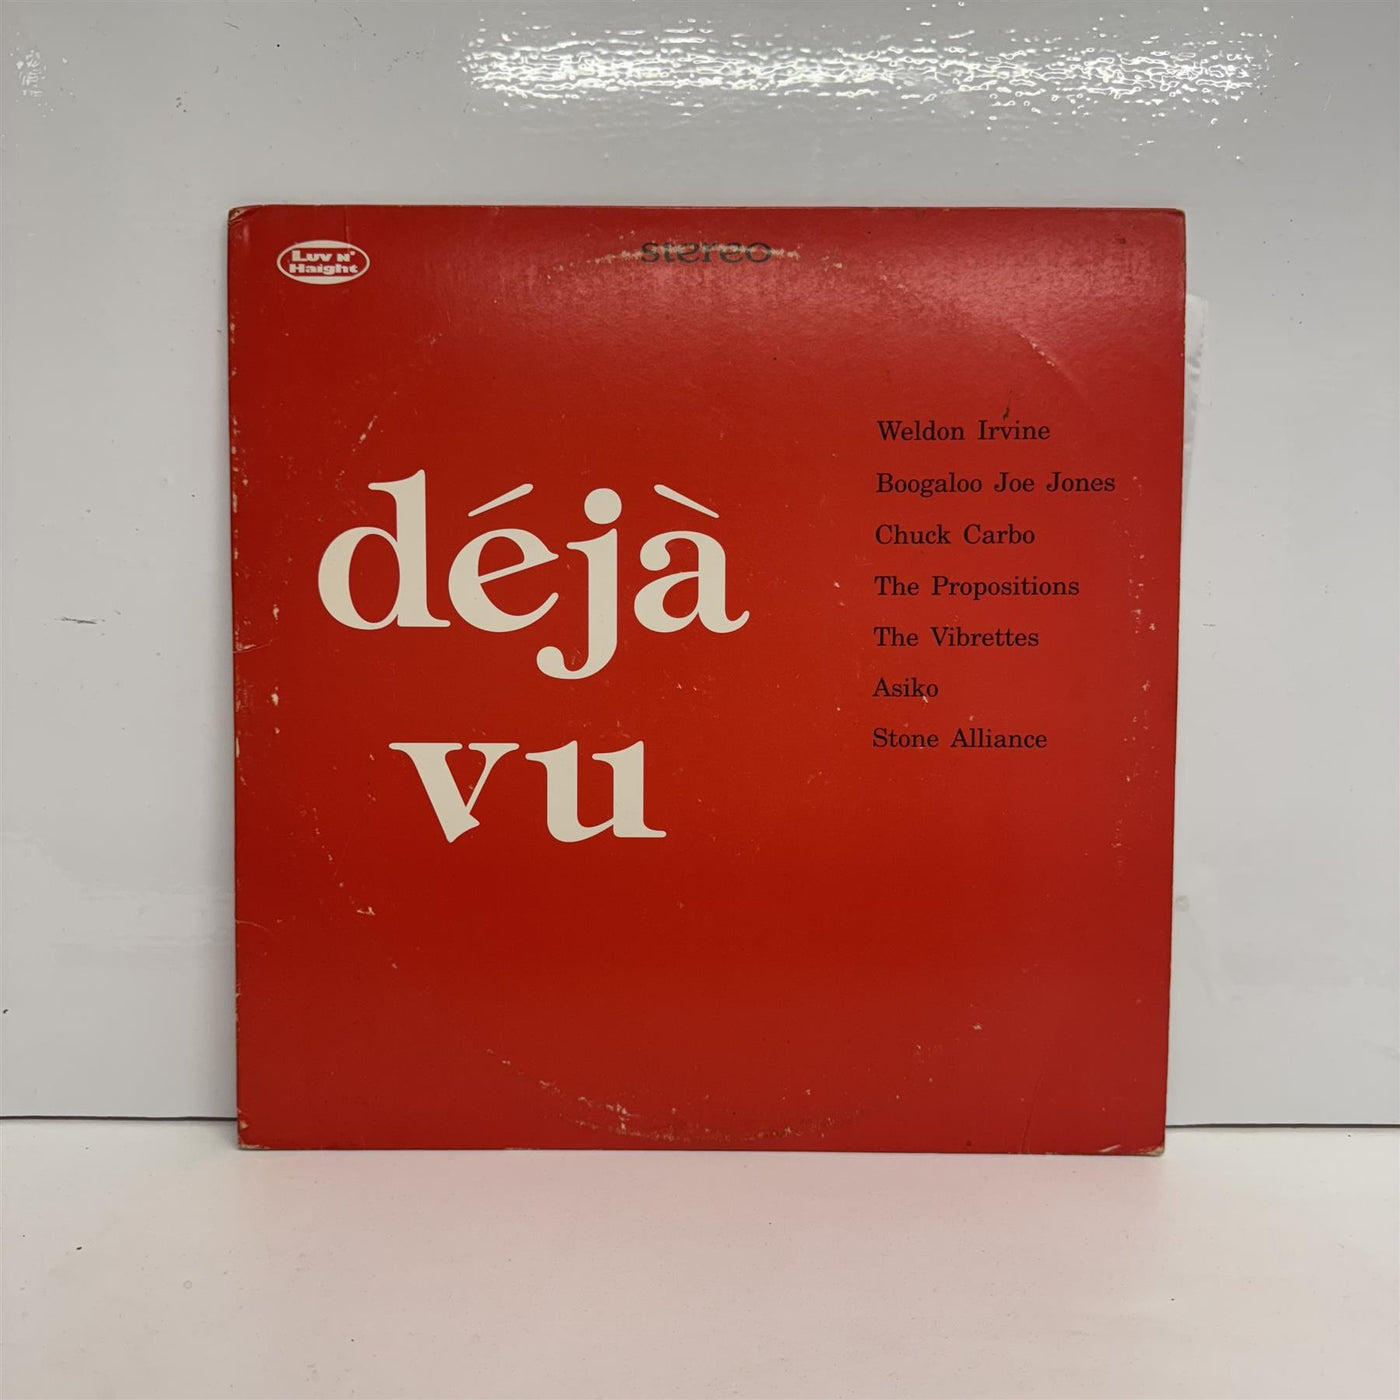 Luv n'
Haight
stereo
déjà
vu
Weldon Irvine
Boogaloo Joe Jones
Chuck Carbo
The Propositions
The Vibrettes
Asiko
Stone Alliance